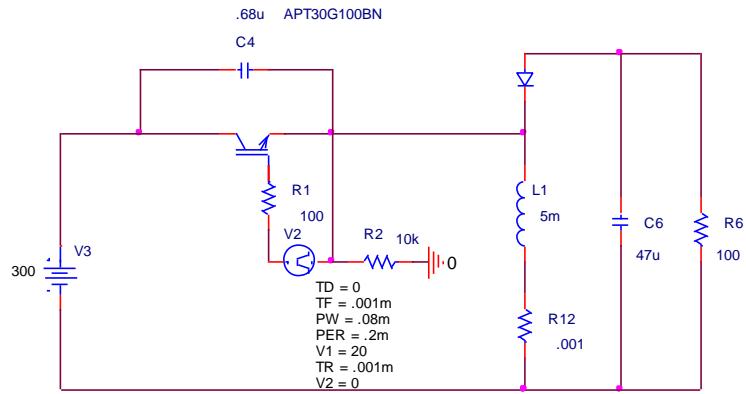 .68u APT30G100BN
C4
R1
100
V2
R2 10k
0
V3
300
TD = 0
TF = .001m
PW = .08m
PER = .2m
V1 = 20
TR = .001m
V2 = 0
L1
5m
R12
.001
C6
47u
R6
100